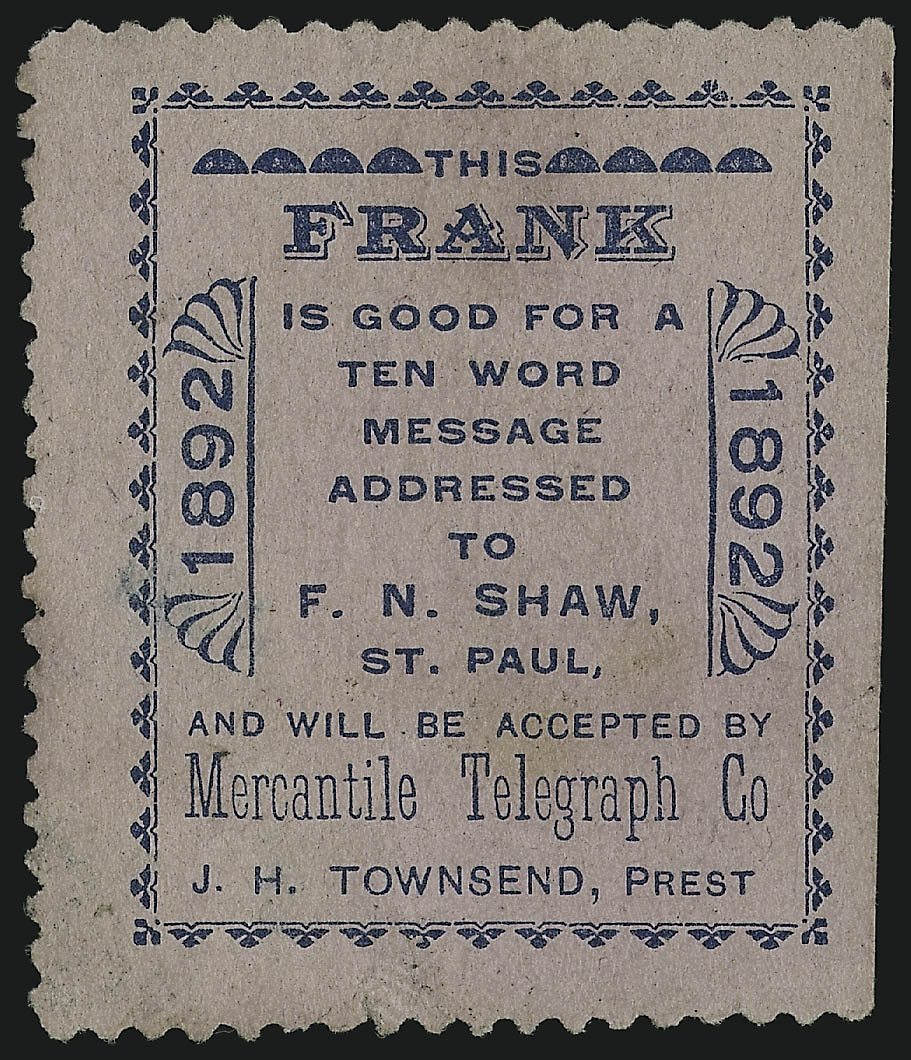 THIS
FRANK
IS GOOD FOR A
TEN WORD
MESSAGE
ADDRESSED
TO
F. N. SHAW,
ST. PAUL,
AND WILL BE ACCEPTED BY
Mercantile Telegraph Co
J. H. TOWNSEND, PREST
1892
1892